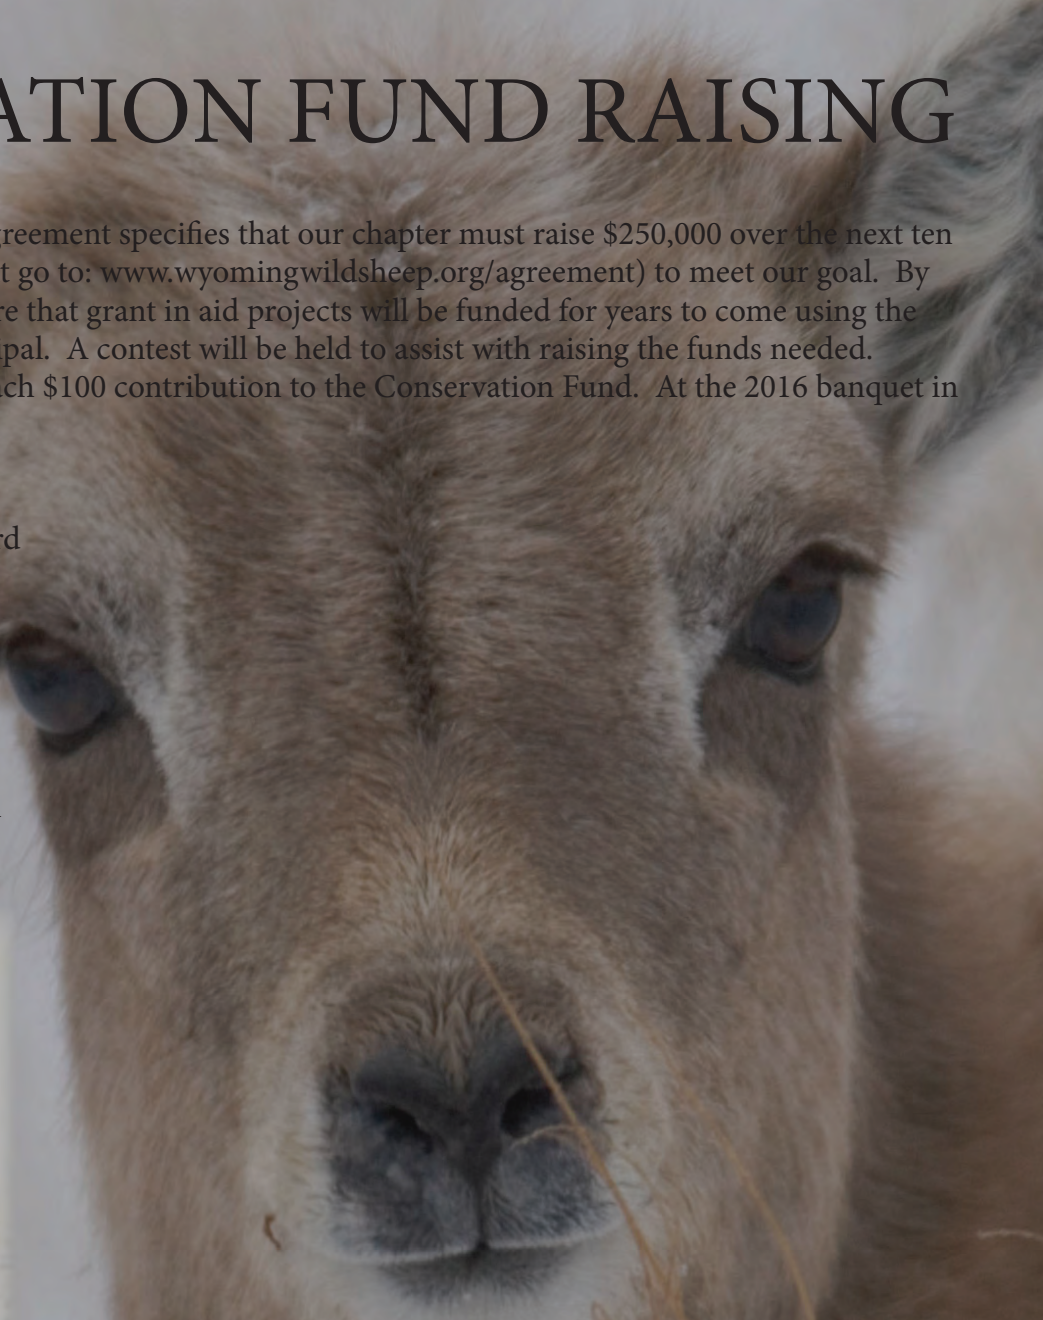 ATION FUND RAISING
greement specifies that our chapter must raise $250,000 over the next ten
t go to: www.wyomingwildsheep.org/agreement) to meet our goal.  By
re that grant in aid projects will be funded for years to come using the
ipal.  A contest will be held to assist with raising the funds needed.
ach $100 contribution to the Conservation Fund.  At the 2016 banquet in
rd